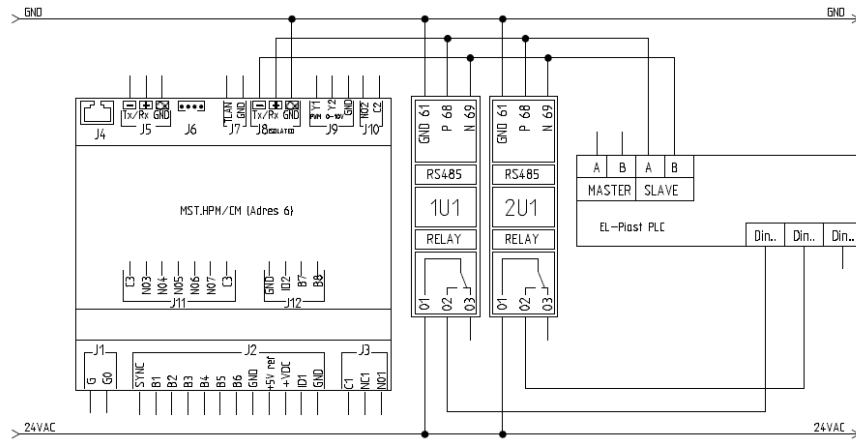 GND GND
GND 61 P 68 N 69
GND 61 P 68 N 69
Tx/Rx GND
J4 J5 J6
TLAN GND
J7
Tx/Rx GND
J8 ISOLATED
Y1 Y2 GND
PWM 0-10V
J9
NO2 C2
J10
RS485 RS485
A B A B
MASTER SLAVE
MST.HPM/CM (Adres 6)
1U1 2U1
EL-Piast PLC
RELAY RELAY
Din.. Din.. Din..
C3 NO3 NO4 NO5 NO6 NO7 C3
J11
GND ID2 B7 B8
J12
01 02 03
01 02 03
J1 J2 J3
G G0
SYNC B1 B2 B3 B4 B5 B6 GND +5V ref +VDC ID1 GND
C1 NC1 NO1
24VAC 24VAC